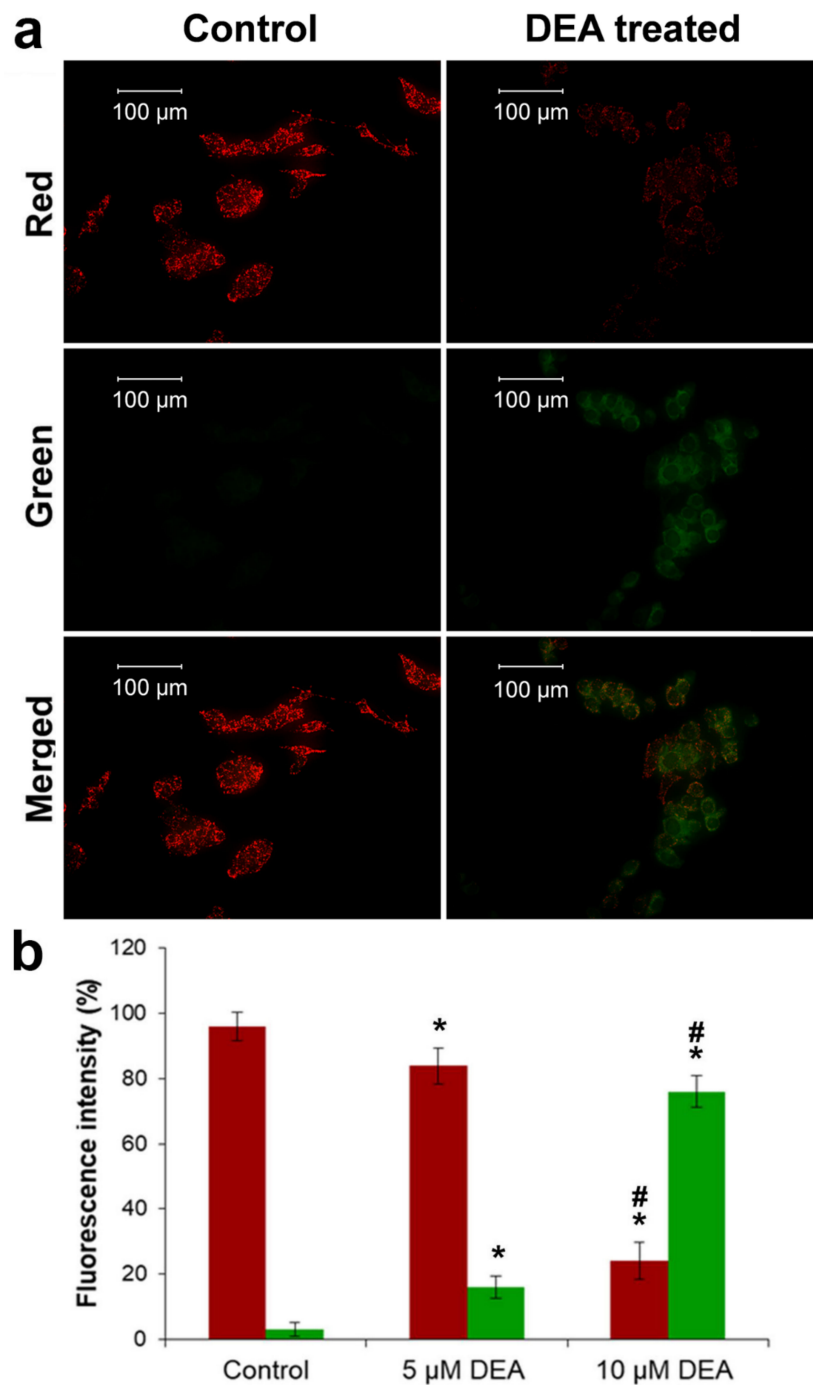 a
Control DEA treated
Red
100 µm 100 µm
Green
100 µm 100 µm
Merged
100 µm 100 µm
b
Fluorescence intensity (%)
120
100
80
60
40
20
0
*
*
#
*
#
*
Control 5 µM DEA 10 µM DEA